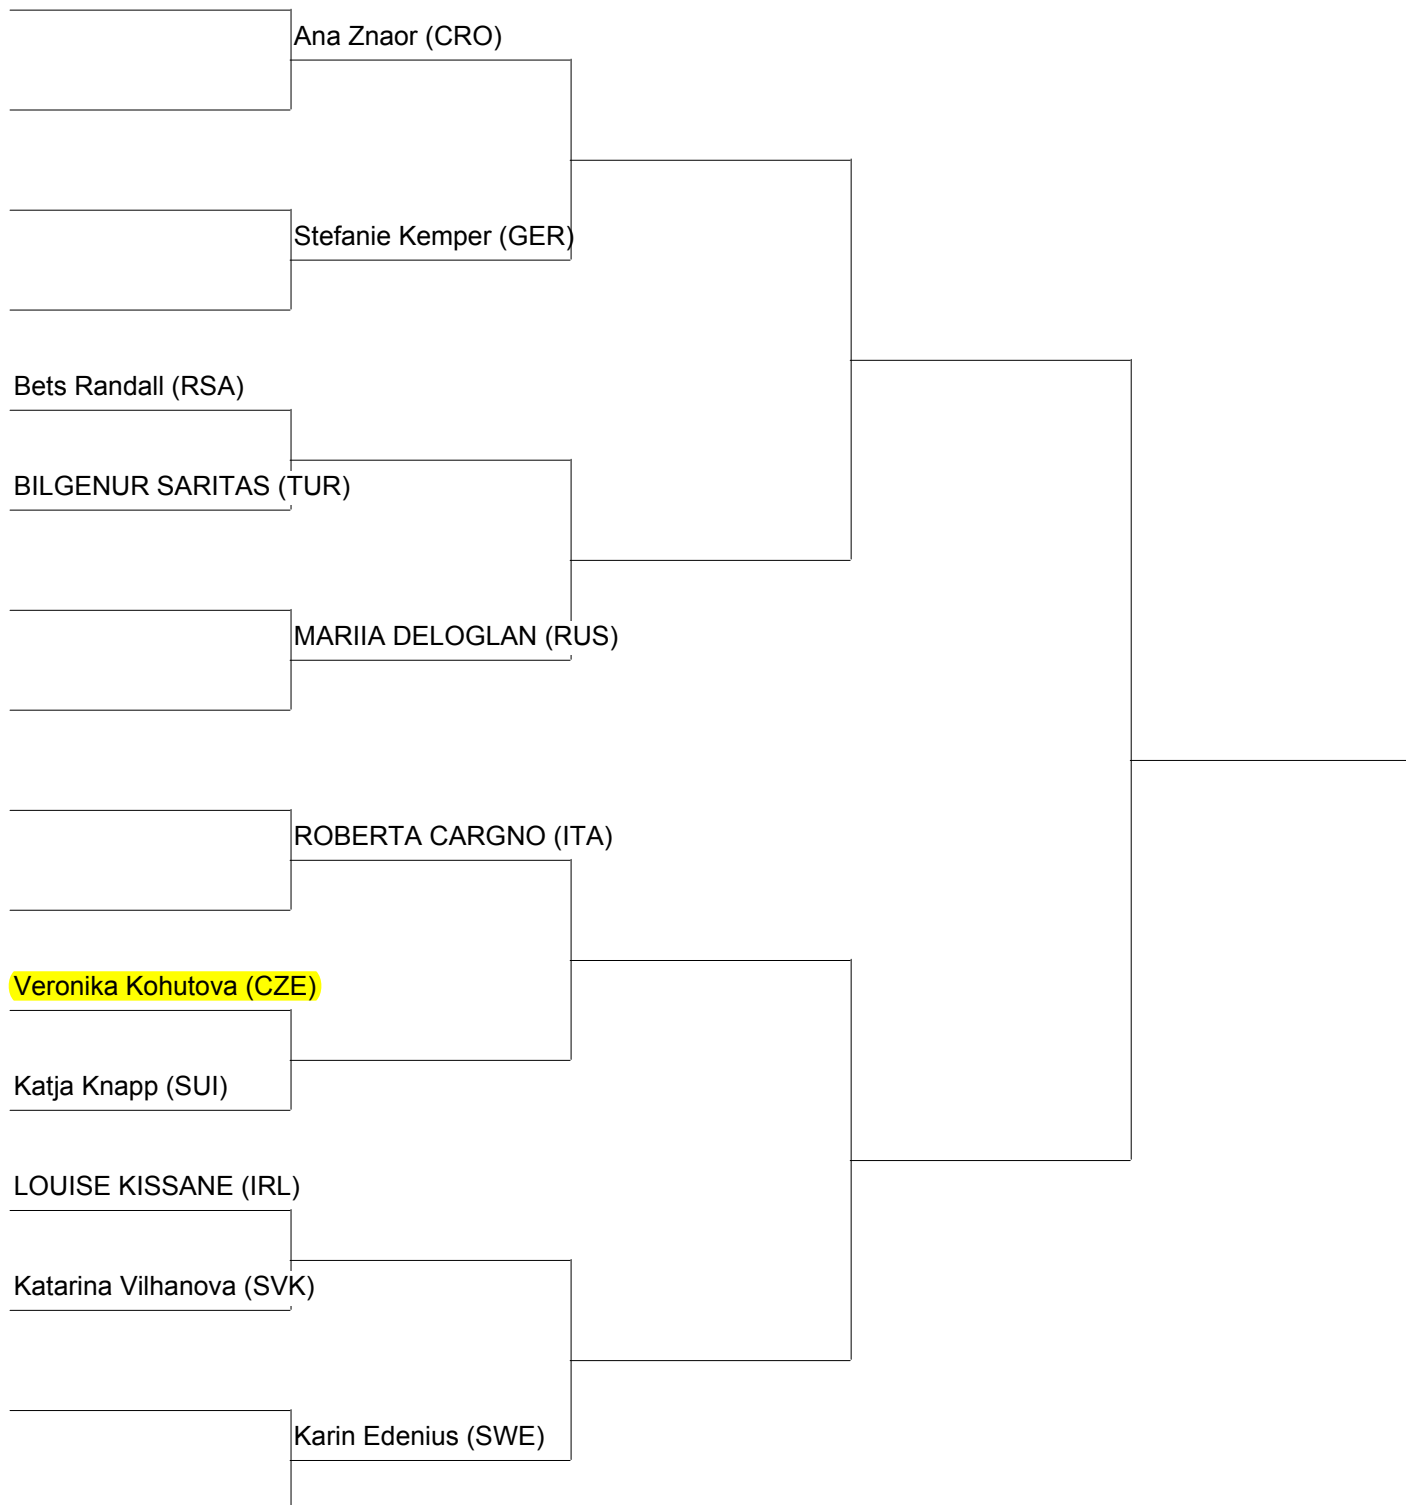 Ana Znaor (CRO)
Stefanie Kemper (GER)
Bets Randall (RSA)
BILGENUR SARITAS (TUR)
MARIIA DELOGLAN (RUS)
ROBERTA CARGNO (ITA)
Veronika Kohutova (CZE)
Katja Knapp (SUI)
LOUISE KISSANE (IRL)
Katarina Vilhanova (SVK)
Karin Edenius (SWE)